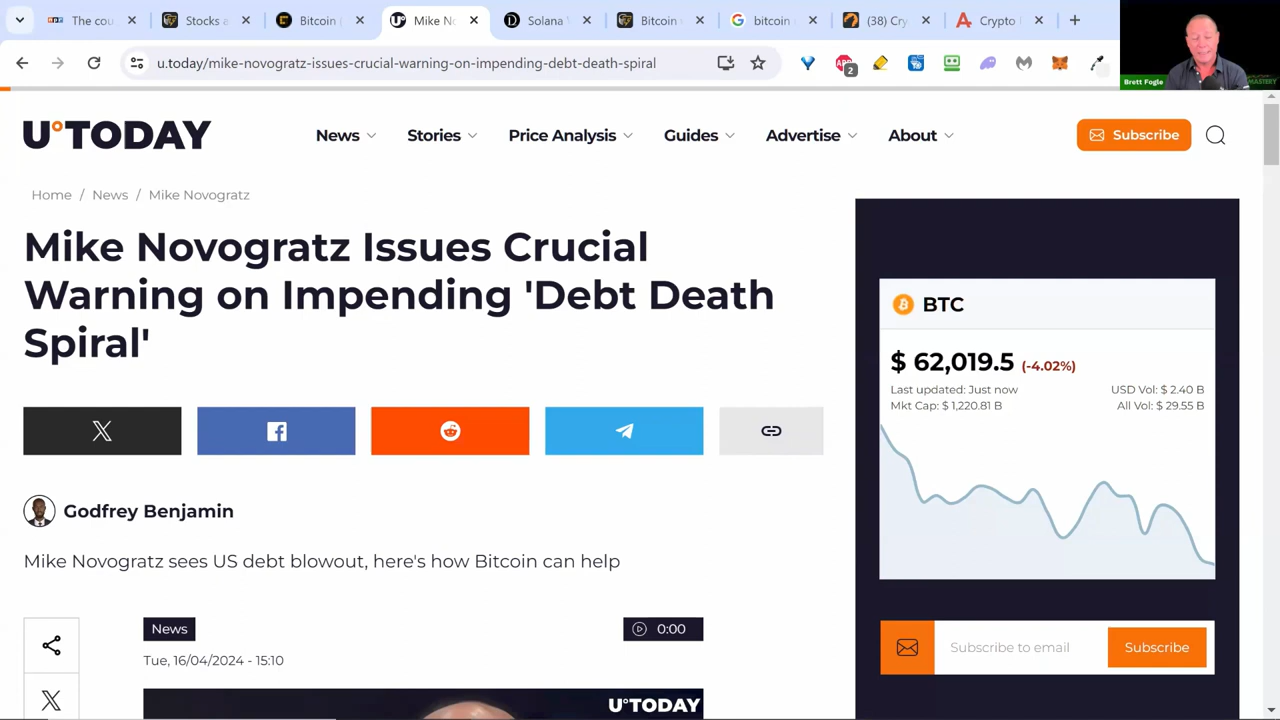 The cou
Stocks a
Bitcoin (
Mike No
Solana '
Bitcoin
bitcoin
(38) Cry
Crypto
u.today/mike-novogratz-issues-crucial-warning-on-impending-debt-death-spiral
2
Brett Fogle
MASTERY
U°TODAY
News
Stories
Price Analysis
Guides
Advertise
About
Subscribe
Home / News / Mike Novogratz
Mike Novogratz Issues Crucial
Warning on Impending 'Debt Death
Spiral'
BTC
$ 62,019.5 (-4.02%)
Last updated: Just now
USD Vol: $ 2.40 B
Mkt Cap: $ 1,220.81 B
All Vol: $ 29.55 B
Godfrey Benjamin
Mike Novogratz sees US debt blowout, here's how Bitcoin can help
News
0:00
Tue, 16/04/2024 - 15:10
U°TODAY
Subscribe to email
Subscribe